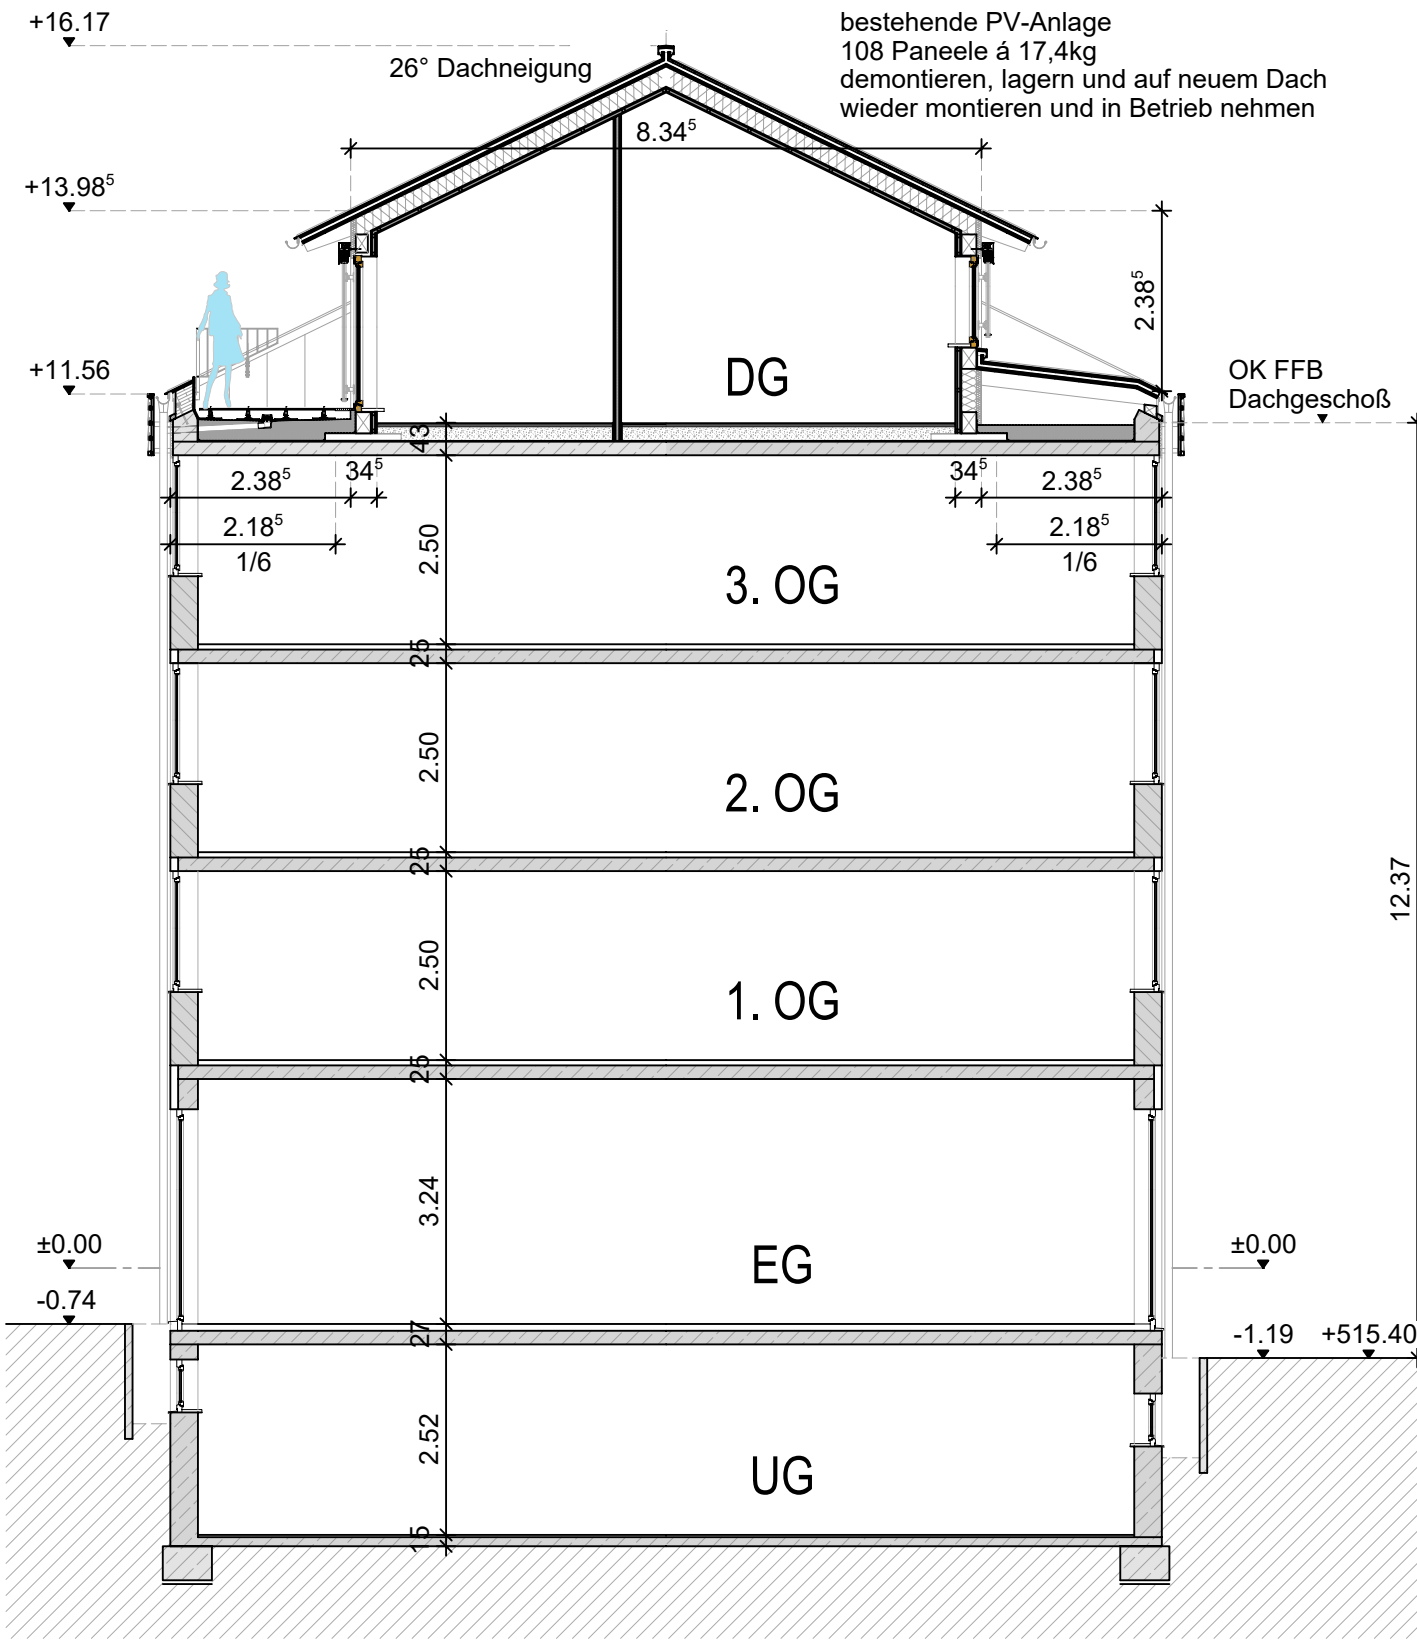 +16.17
26° Dachneigung
bestehende PV-Anlage
108 Paneele á 17,4kg
demontieren, lagern und auf neuem Dach
wieder montieren und in Betrieb nehmen
8.34⁵
+13.98⁵
2.38⁵
+11.56
DG
OK FFB
Dachgeschoß
43
2.38⁵
34⁵
34⁵
2.38⁵
2.18⁵
1/6
2.18⁵
1/6
2.50
3. OG
25
2.50
2. OG
25
12.37
2.50
1. OG
25
3.24
±0.00
EG
±0.00
-0.74
27
-1.19
+515.40
2.52
UG
15